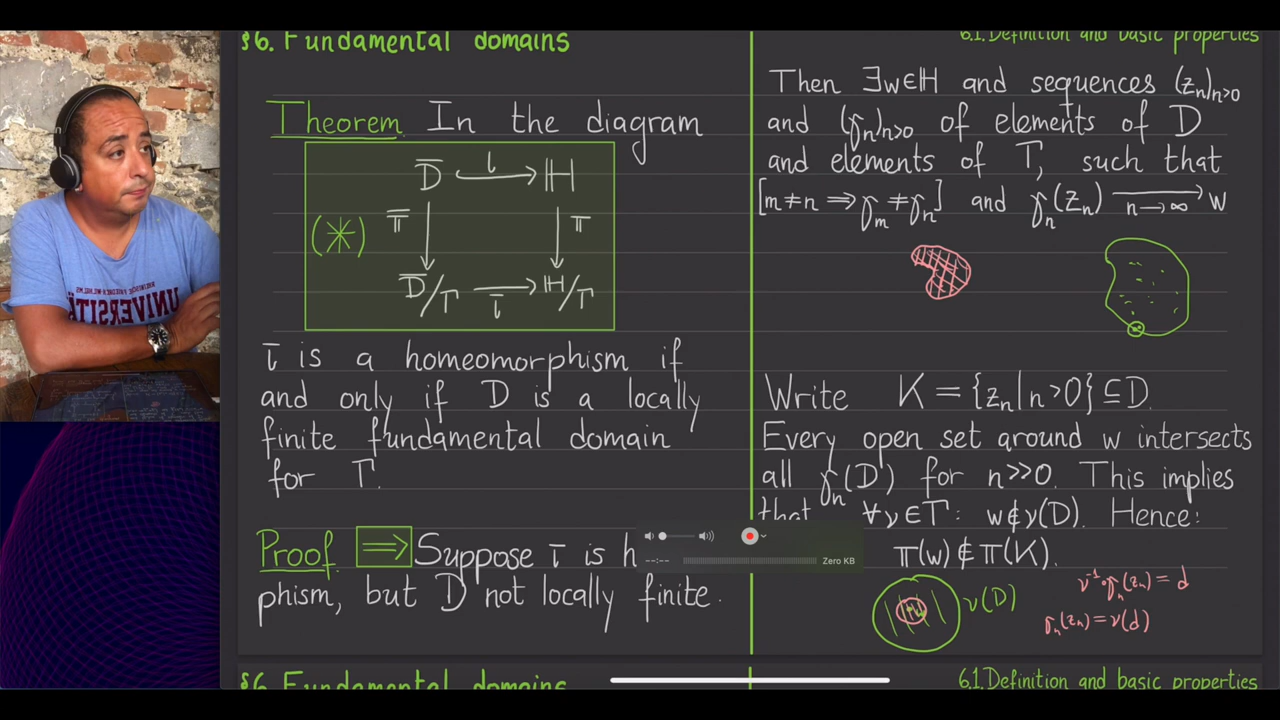 §6. Fundamental domains
Theorem. In the diagram
(*)
D̅ ι H
π̅ π
D̅/Γ ι̅ H/Γ
ι̅ is a homeomorphism if
and only if D is a locally
finite fundamental domain
for Γ.
Proof. ⟹ Suppose ι̅ is h
phism, but D not locally finite.
6.1. Definition and basic properties
Then ∃w∈H and sequences (zₙ)ₙ>₀
and (γₙ)ₙ>₀ of elements of D
and elements of Γ, such that
[m≠n ⟹ γₘ≠γₙ] and γₙ(zₙ) ⟶ w
n→∞
Write K = {zₙ|n>0} ⊆ D.
Every open set around w intersects
all γₙ(D) for n>>0. This implies
that ∀ν∈Γ: w∉ν(D). Hence:
π(w) ∉ π(K).
ν(D)
ν⁻¹∘γₙ(zₙ) = d
γₙ(zₙ) = ν(d)
--:--
Zero KB
§6. Fundamental domains
6.1. Definition and basic properties
UNIVERSITÄ